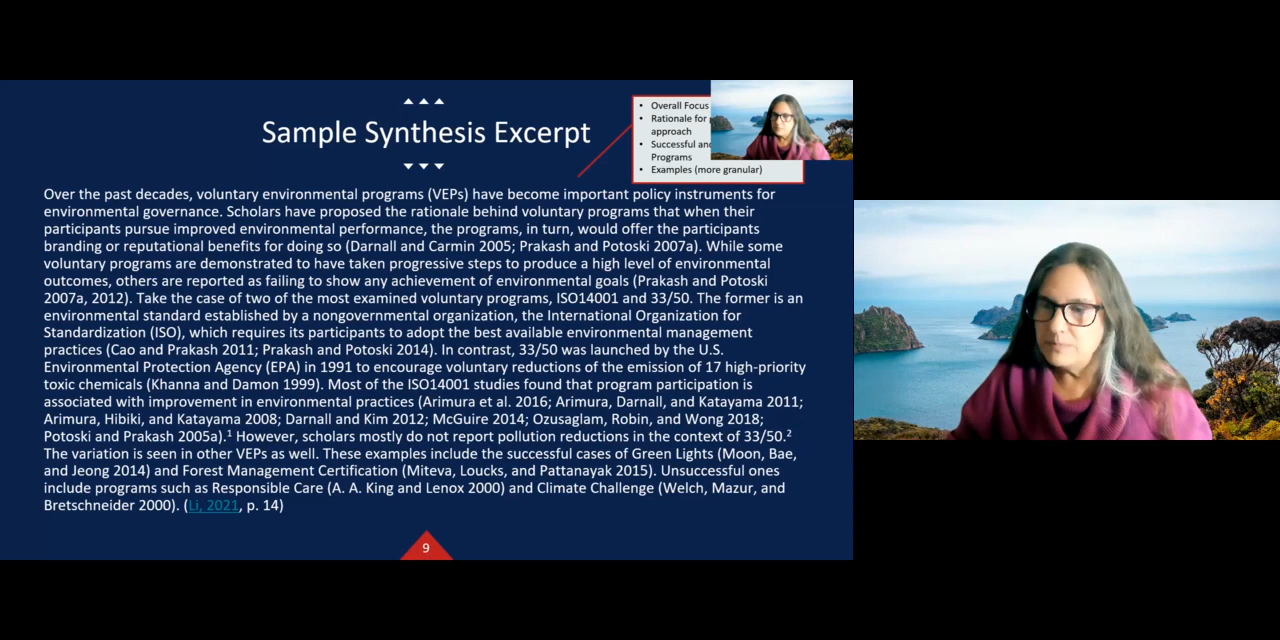 Sample Synthesis Excerpt
• Overall Focus
• Rationale for
approach
• Successful
Programs
• Examples (more granular)
Over the past decades, voluntary environmental programs (VEPs) have become important policy instruments for
environmental governance. Scholars have proposed the rationale behind voluntary programs that when their
participants pursue improved environmental performance, the programs, in turn, would offer the participants
branding or reputational benefits for doing so (Darnall and Carmin 2005; Prakash and Potoski 2007a). While some
voluntary programs are demonstrated to have taken progressive steps to produce a high level of environmental
outcomes, others are reported as failing to show any achievement of environmental goals (Prakash and Potoski
2007a, 2012). Take the case of two of the most examined voluntary programs, ISO14001 and 33/50. The former is an
environmental standard established by a nongovernmental organization, the International Organization for
Standardization (ISO), which requires its participants to adopt the best available environmental management
practices (Cao and Prakash 2011; Prakash and Potoski 2014). In contrast, 33/50 was launched by the U.S.
Environmental Protection Agency (EPA) in 1991 to encourage voluntary reductions of the emission of 17 high-priority
toxic chemicals (Khanna and Damon 1999). Most of the ISO14001 studies found that program participation is
associated with improvement in environmental practices (Arimura et al. 2016; Arimura, Darnall, and Katayama 2011;
Arimura, Hibiki, and Katayama 2008; Darnall and Kim 2012; McGuire 2014; Ozusaglam, Robin, and Wong 2018;
Potoski and Prakash 2005a).¹ However, scholars mostly do not report pollution reductions in the context of 33/50.²
The variation is seen in other VEPs as well. These examples include the successful cases of Green Lights (Moon, Bae,
and Jeong 2014) and Forest Management Certification (Miteva, Loucks, and Pattanayak 2015). Unsuccessful ones
include programs such as Responsible Care (A. A. King and Lenox 2000) and Climate Challenge (Welch, Mazur, and
Bretschneider 2000). (Li, 2021, p. 14)
9